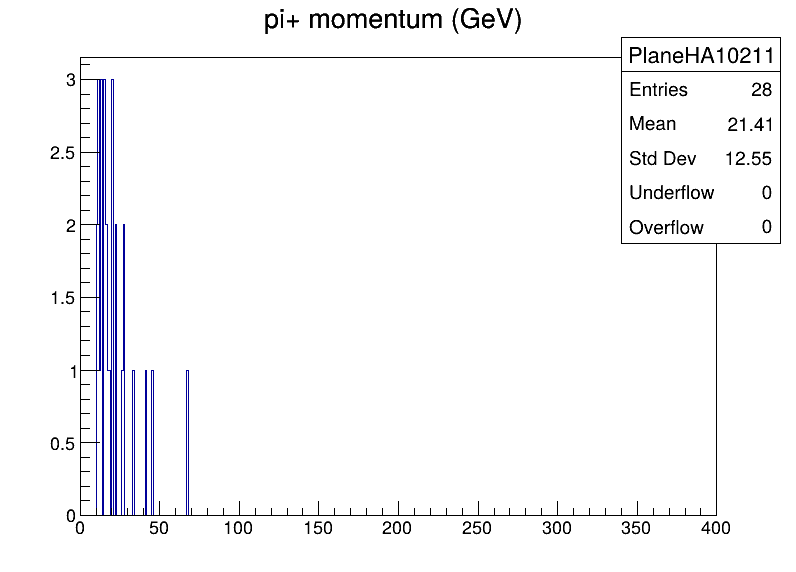 pi+ momentum (GeV)
PlaneHA10211
Entries 28
Mean 21.41
Std Dev 12.55
Underflow 0
Overflow 0
3
2.5
2
1.5
1
0.5
0
0 50 100 150 200 250 300 350 400